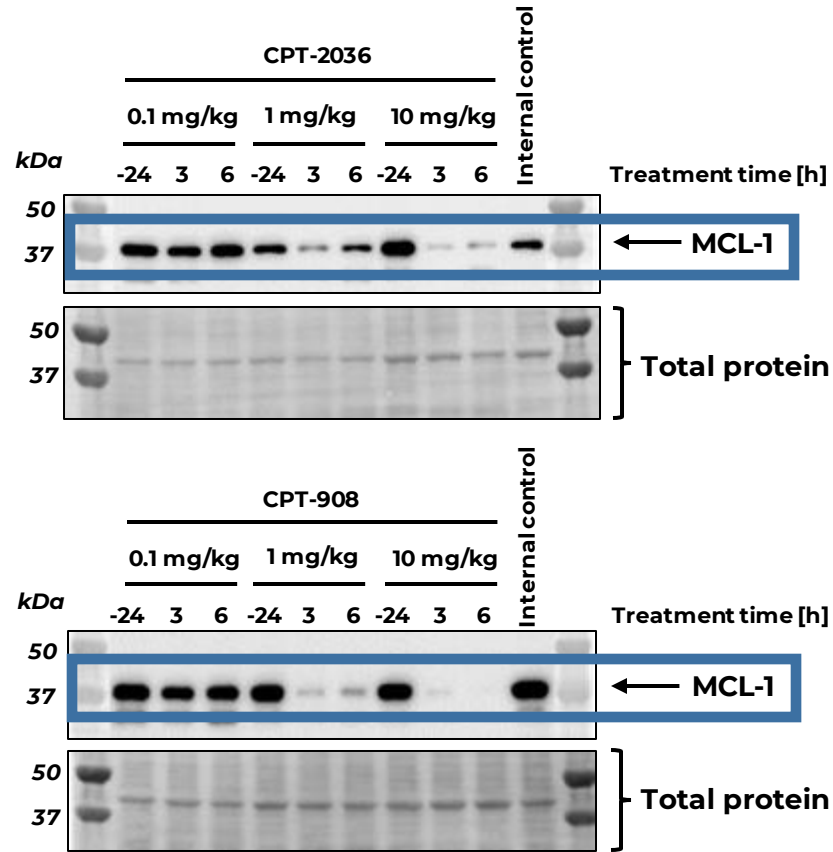 CPT-2036
Internal control
0.1 mg/kg 1 mg/kg 10 mg/kg
kDa
-24 3 6 -24 3 6 -24 3 6 Treatment time [h]
50
37 MCL-1
50
37 Total protein
CPT-908
Internal control
0.1 mg/kg 1 mg/kg 10 mg/kg
kDa
-24 3 6 -24 3 6 -24 3 6 Treatment time [h]
50
37 MCL-1
50
37 Total protein